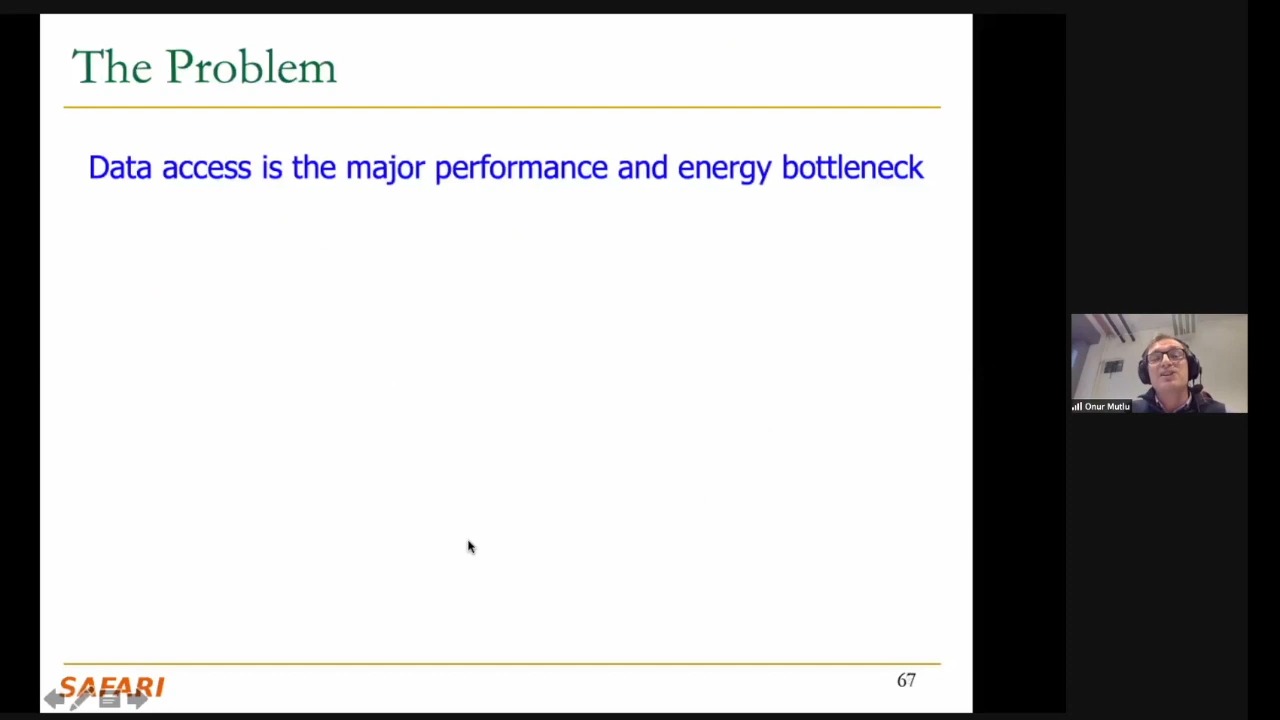 The Problem
Data access is the major performance and energy bottleneck
SAFARI
67
Onur Mutlu